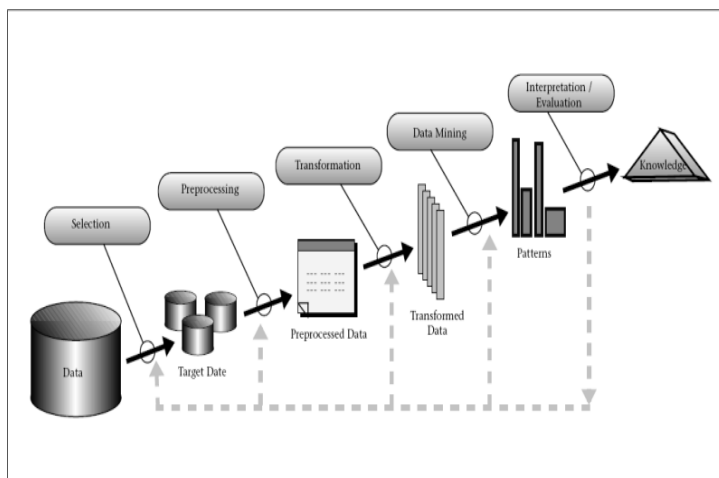 Interpretation /
Evaluation
Data Mining
Knowledge
Transformation
Preprocessing
Selection
Patterns
Transformed
Data
Preprocessed Data
Target Date
Data